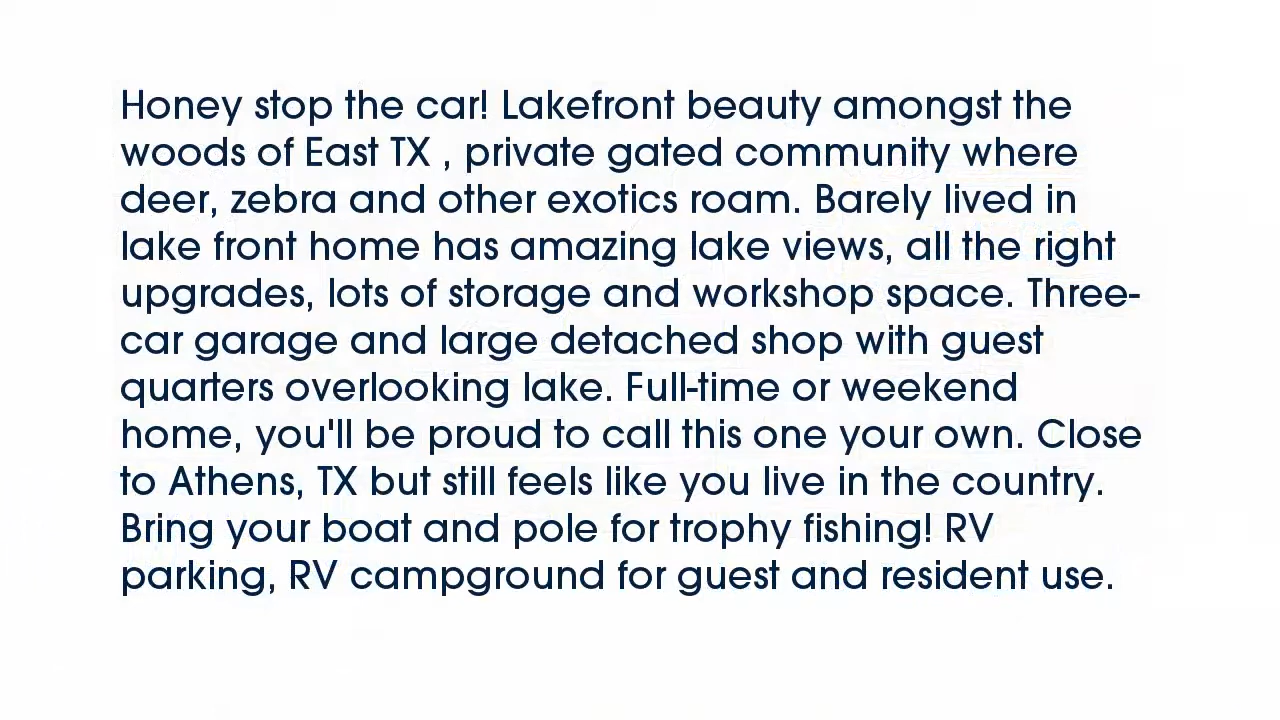 Honey stop the car! Lakefront beauty amongst the
woods of East TX , private gated community where
deer, zebra and other exotics roam. Barely lived in
lake front home has amazing lake views, all the right
upgrades, lots of storage and workshop space. Three-
car garage and large detached shop with guest
quarters overlooking lake. Full-time or weekend
home, you'll be proud to call this one your own. Close
to Athens, TX but still feels like you live in the country.
Bring your boat and pole for trophy fishing! RV
parking, RV campground for guest and resident use.